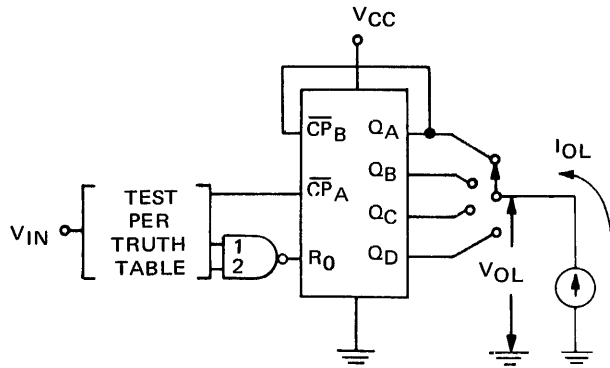 VCC
CPB
QA
QB
QC
QD
CPA
R0
VIN
TEST
PER
TRUTH
TABLE
1
2
IOL
VOL